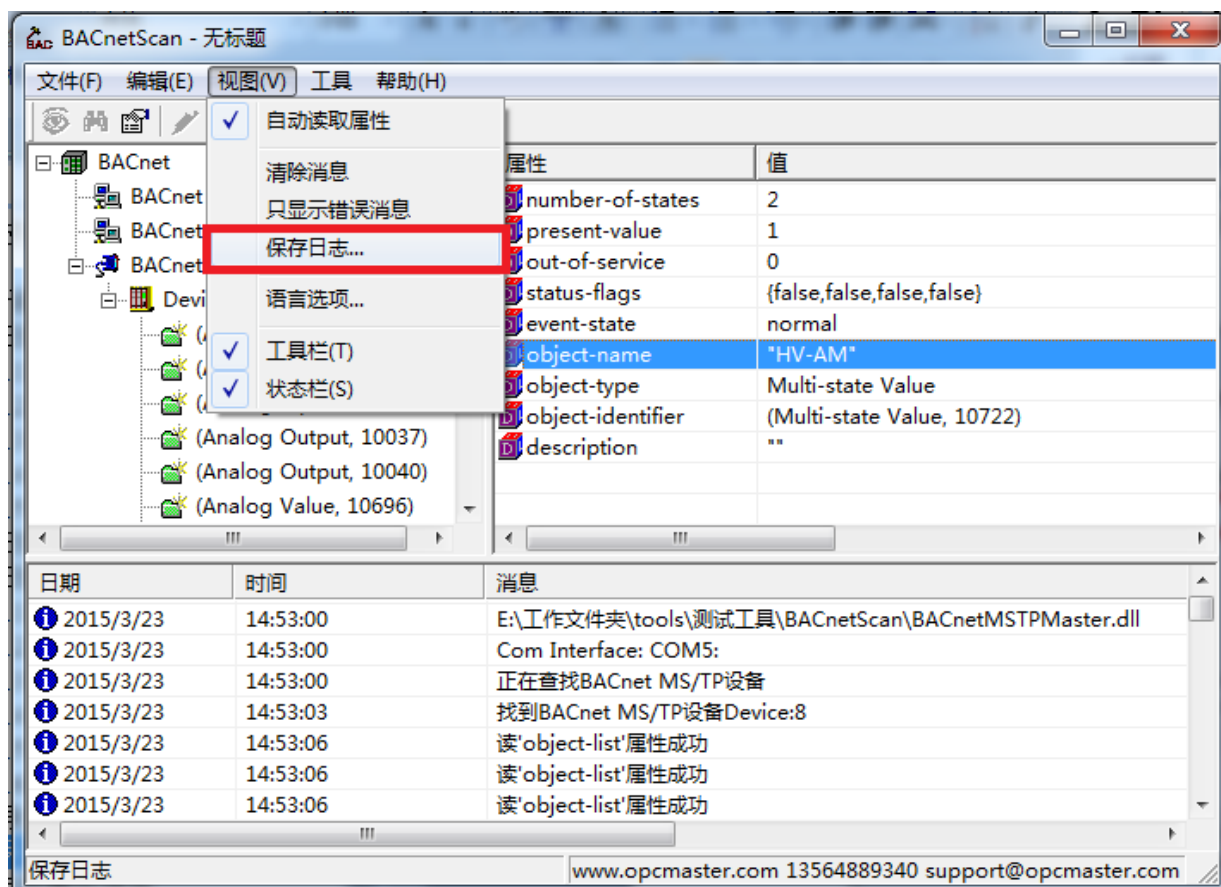 BACnetScan - 无标题
文件(F) 编辑(E) 视图(V) 工具 帮助(H)
自动读取属性
清除消息
只显示错误消息
保存日志...
语言选项...
工具栏(T)
状态栏(S)
BACnet
BACnet
BACnet
BACnet
Devi
(Analog Output, 10037)
(Analog Output, 10040)
(Analog Value, 10696)
属性 值
number-of-states 2
present-value 1
out-of-service 0
status-flags {false,false,false,false}
event-state normal
object-name "HV-AM"
object-type Multi-state Value
object-identifier (Multi-state Value, 10722)
description ""
日期 时间 消息
2015/3/23 14:53:00 E:\工作文件夹\tools\测试工具\BACnetScan\BACnetMSTPMaster.dll
2015/3/23 14:53:00 Com Interface: COM5:
2015/3/23 14:53:00 正在查找BACnet MS/TP设备
2015/3/23 14:53:03 找到BACnet MS/TP设备Device:8
2015/3/23 14:53:06 读'object-list'属性成功
2015/3/23 14:53:06 读'object-list'属性成功
2015/3/23 14:53:06 读'object-list'属性成功
保存日志 www.opcmaster.com 13564889340 support@opcmaster.com